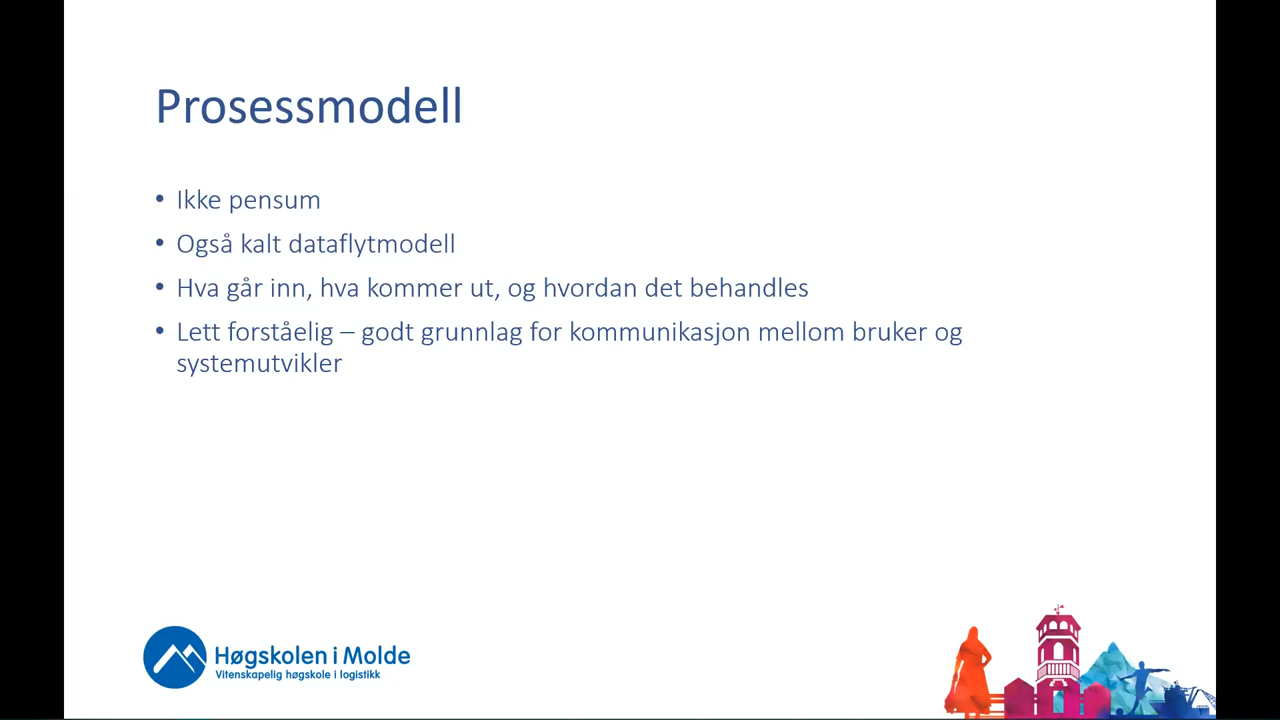 Prosessmodell
• Ikke pensum
• Også kalt dataflytmodell
• Hva går inn, hva kommer ut, og hvordan det behandles
• Lett forståelig – godt grunnlag for kommunikasjon mellom bruker og
systemutvikler
Høgskolen i Molde
Vitenskapelig høgskole i logistikk